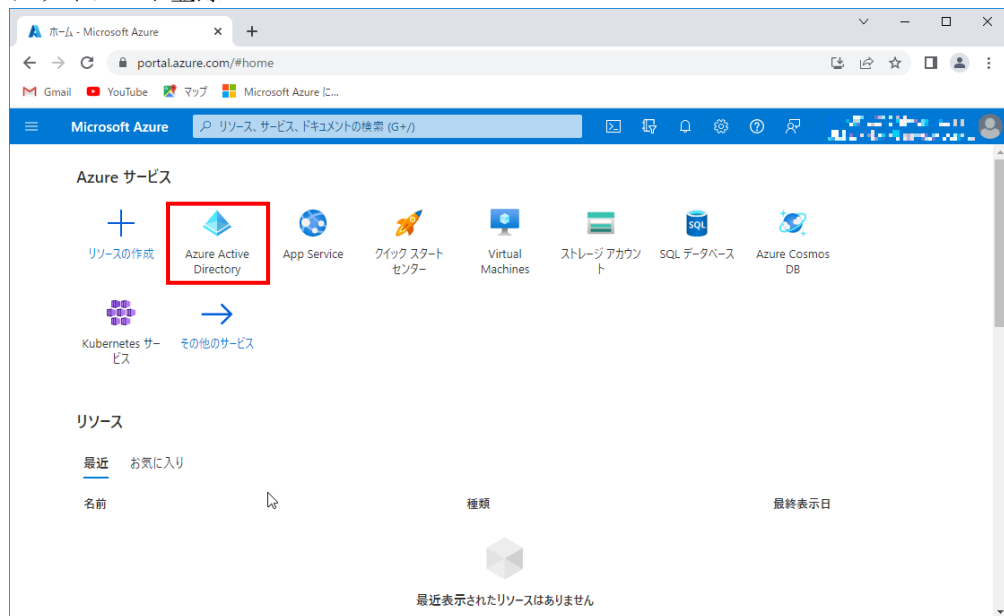 ホーム - Microsoft Azure
portal.azure.com/#home
Gmail YouTube マップ Microsoft Azure に...
Microsoft Azure リソース、サービス、ドキュメントの検索 (G+/)
Azure サービス
リソースの作成
Azure Active
Directory
App Service
クイック スタート
センター
Virtual
Machines
ストレージ アカウン
ト
SQL データベース
Azure Cosmos
DB
Kubernetes サー
ビス
その他のサービス
リソース
最近 お気に入り
名前 種類 最終表示日
最近表示されたリソースはありません